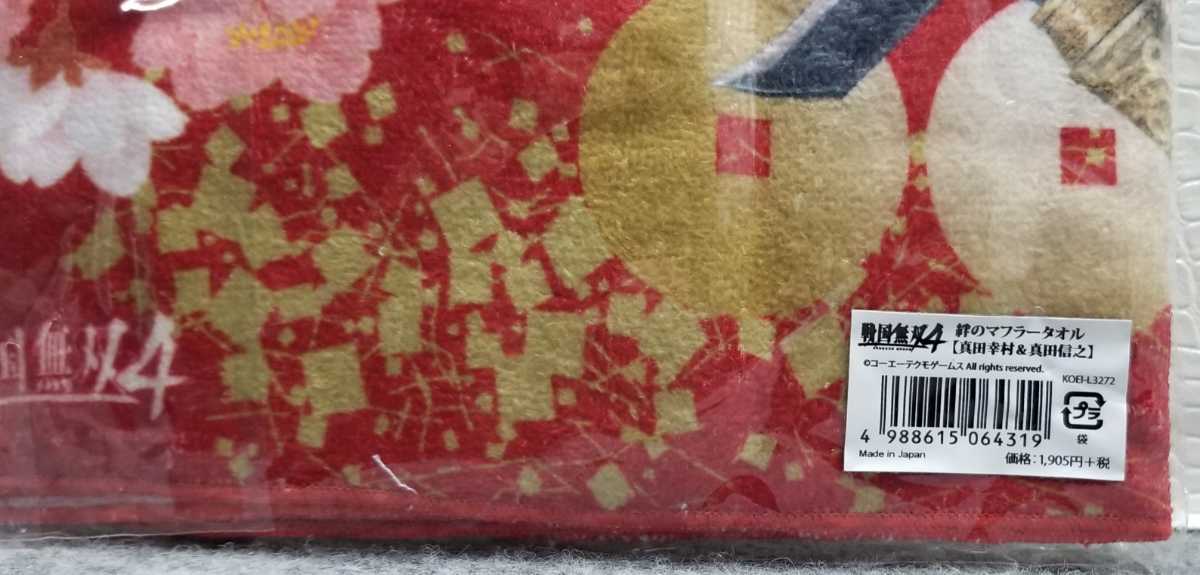 国無双4
戦国無双4 絆のマフラータオル
【真田幸村&真田信之】
©コーエーテクモゲームス All rights reserved.
KOEI-L3272
4 988615 064319
プラ
袋
Made in Japan
価格:1,905円+税